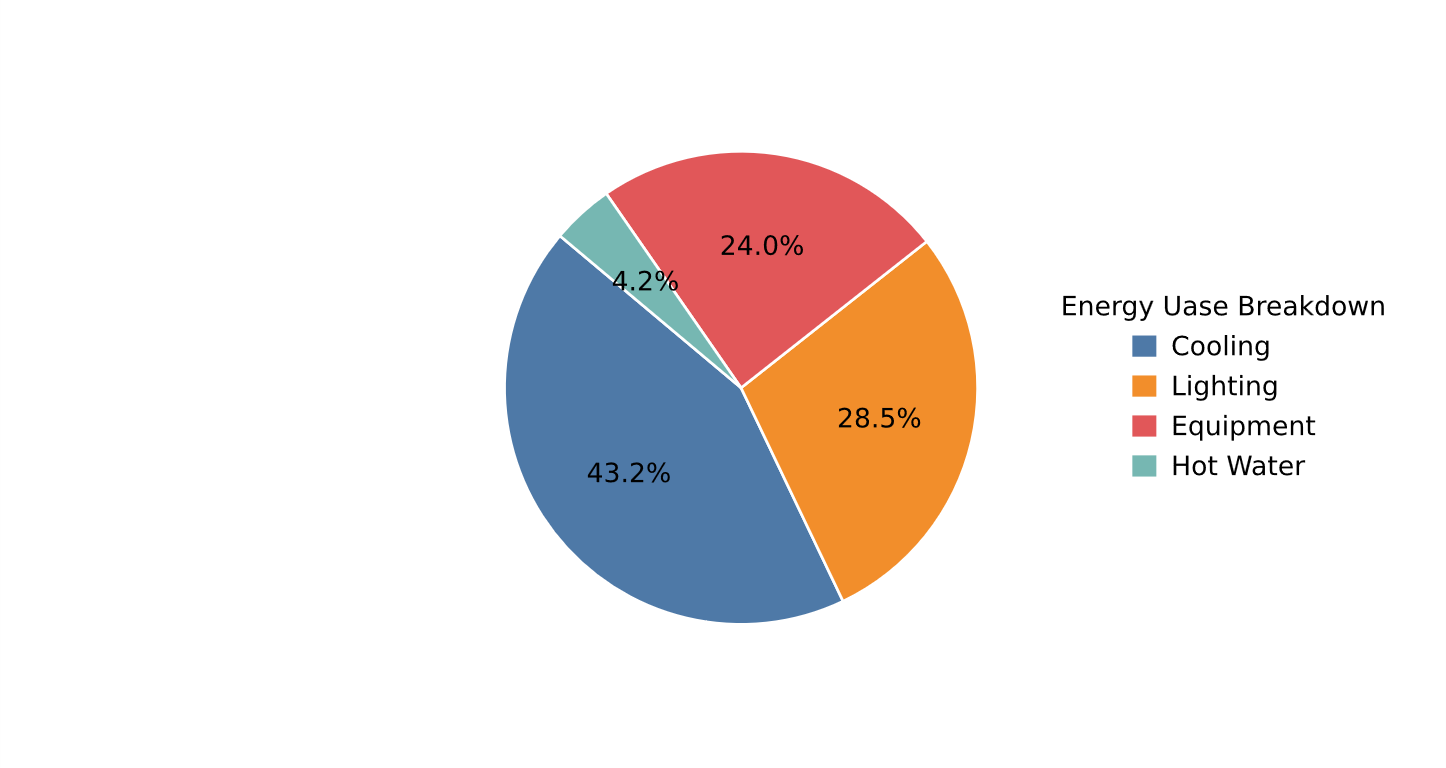 24.0%
4.2%
28.5%
43.2%
Energy Uase Breakdown
Cooling
Lighting
Equipment
Hot Water